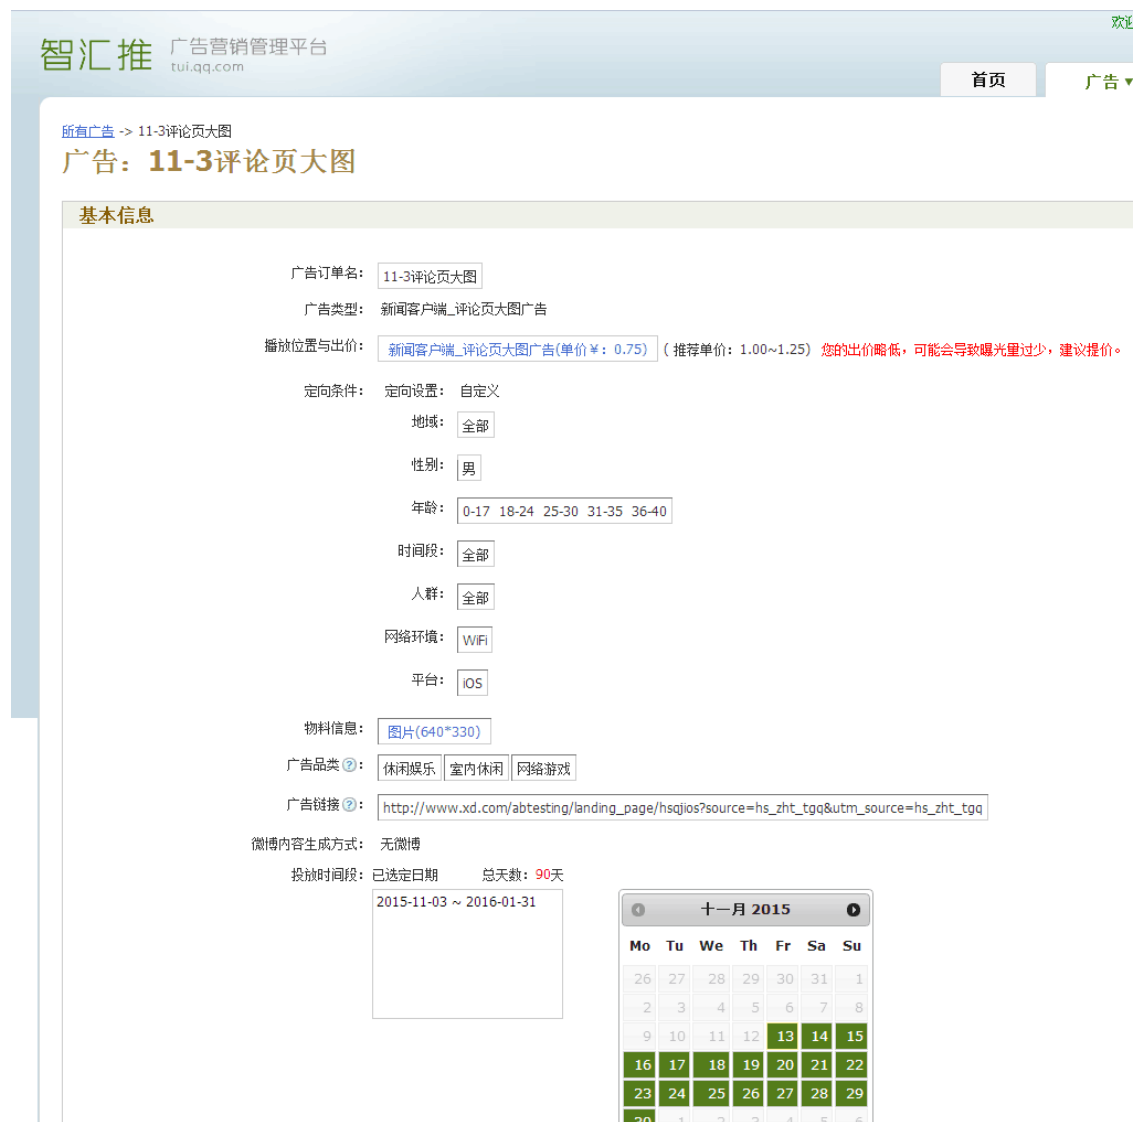 欢迎
智汇推 广告营销管理平台
tui.qq.com
首页 广告▼
所有广告 -> 11-3评论页大图
广告：11-3评论页大图
基本信息
广告订单名： 11-3评论页大图
广告类型： 新闻客户端_评论页大图广告
播放位置与出价： 新闻客户端_评论页大图广告(单价￥：0.75) ( 推荐单价：1.00~1.25) 您的出价略低，可能会导致曝光量过少，建议提价。
定向条件： 定向设置： 自定义
地域： 全部
性别： 男
年龄： 0-17 18-24 25-30 31-35 36-40
时间段： 全部
人群： 全部
网络环境： WiFi
平台： iOS
物料信息： 图片(640*330)
广告品类?： 休闲娱乐 室内休闲 网络游戏
广告链接?： http://www.xd.com/abtesting/landing_page/hsqjios?source=hs_zht_tgq&utm_source=hs_zht_tgq
微博内容生成方式： 无微博
投放时间段： 已选定日期 总天数：90天
2015-11-03 ~ 2016-01-31
十一月 2015
Mo Tu We Th Fr Sa Su
26 27 28 29 30 31 1
2 3 4 5 6 7 8
9 10 11 12 13 14 15
16 17 18 19 20 21 22
23 24 25 26 27 28 29
30 1 2 3 4 5 6